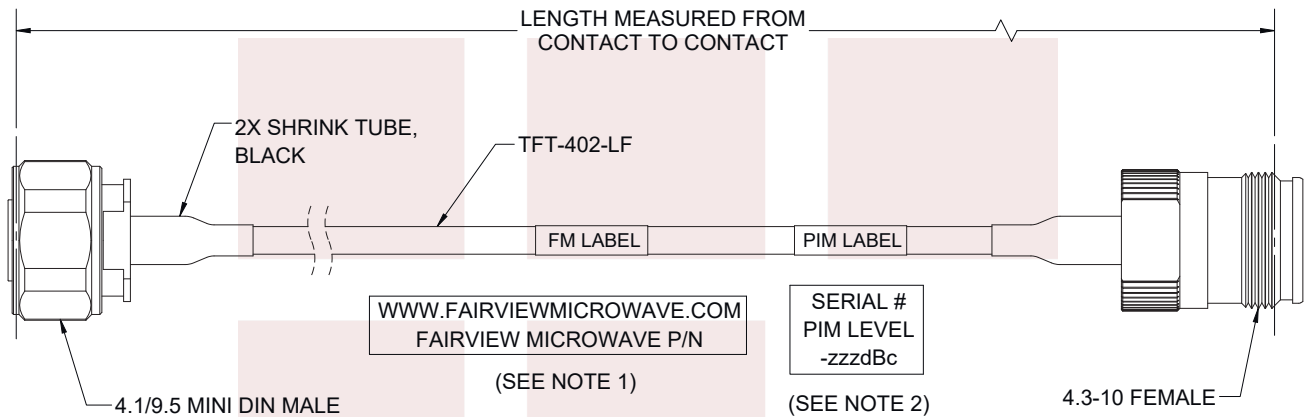 LENGTH MEASURED FROM
CONTACT TO CONTACT
2X SHRINK TUBE,
BLACK
TFT-402-LF
FM LABEL
PIM LABEL
WWW.FAIRVIEWMICROWAVE.COM
FAIRVIEW MICROWAVE P/N
(SEE NOTE 1)
SERIAL #
PIM LEVEL
-zzzdBc
(SEE NOTE 2)
4.1/9.5 MINI DIN MALE
4.3-10 FEMALE